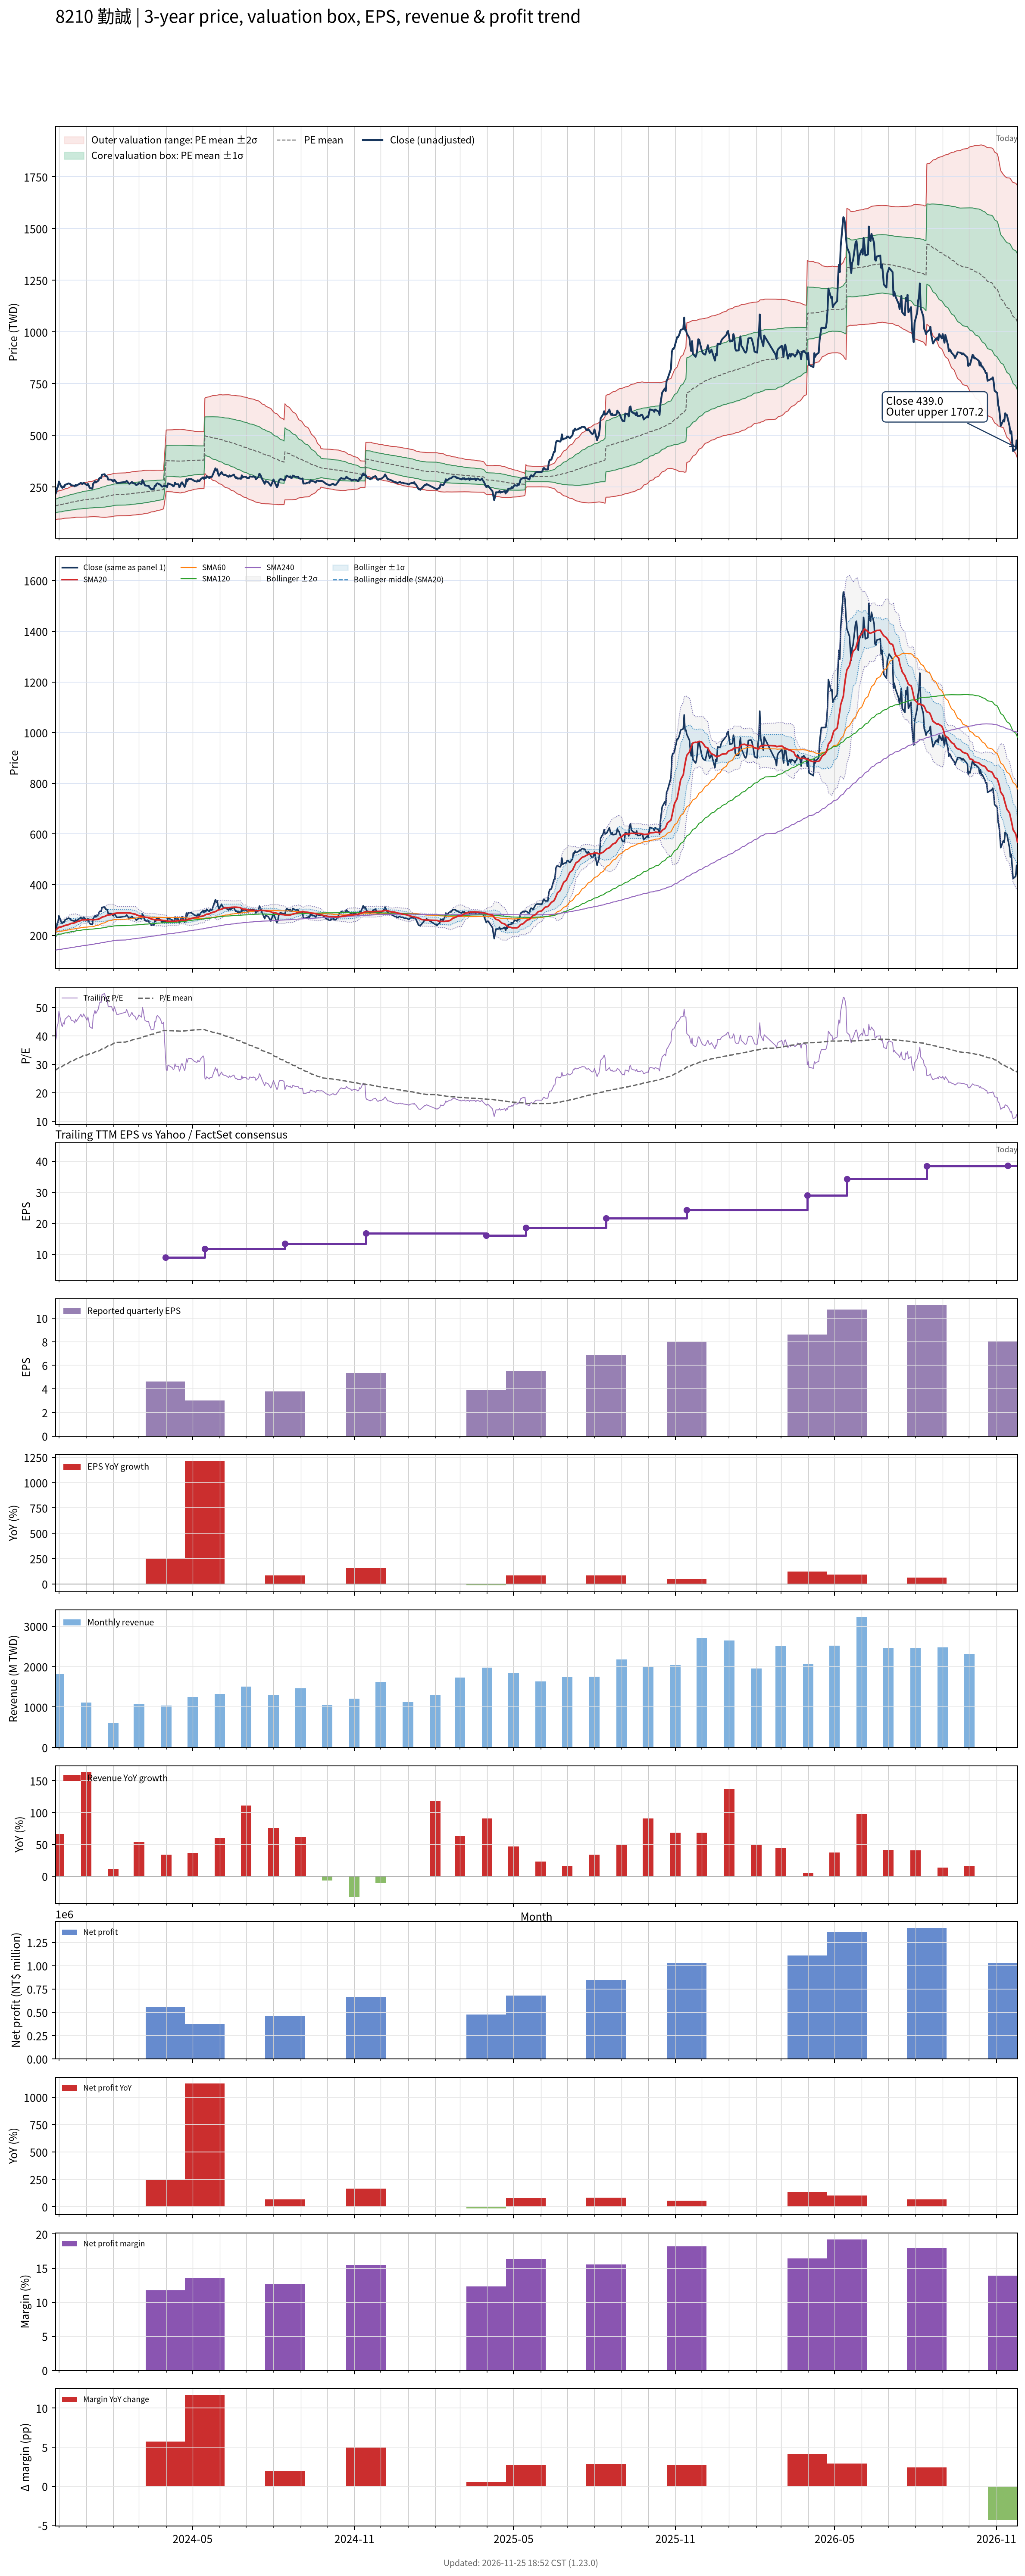 8210 勤誠 | 3-year price, valuation box, EPS, revenue & profit trend
Outer valuation range: PE mean ±2σ
PE mean
Close (unadjusted)
Core valuation box: PE mean ±1σ
Today
1750
1500
1250
1000
750
500
250
Price (TWD)
Close 439.0
Outer upper 1707.2
Close (same as panel 1)
SMA60
SMA240
Bollinger ±1σ
SMA20
SMA120
Bollinger ±2σ
Bollinger middle (SMA20)
1600
1400
1200
1000
800
600
400
200
Price
Trailing P/E
P/E mean
50
40
30
20
10
P/E
Trailing TTM EPS vs Yahoo / FactSet consensus
Today
40
30
20
10
EPS
Reported quarterly EPS
10
8
6
4
2
0
EPS
EPS YoY growth
1250
1000
750
500
250
0
YoY (%)
Monthly revenue
3000
2000
1000
0
Revenue (M TWD)
Revenue YoY growth
150
100
50
0
YoY (%)
Month
1e6
Net profit
1.25
1.00
0.75
0.50
0.25
0.00
Net profit (NT$ million)
Net profit YoY
1000
750
500
250
0
YoY (%)
Net profit margin
20
15
10
5
0
Margin (%)
Margin YoY change
10
5
0
-5
Δ margin (pp)
2024-05
2024-11
2025-05
2025-11
2026-05
2026-11
Updated: 2026-11-25 18:52 CST (1.23.0)